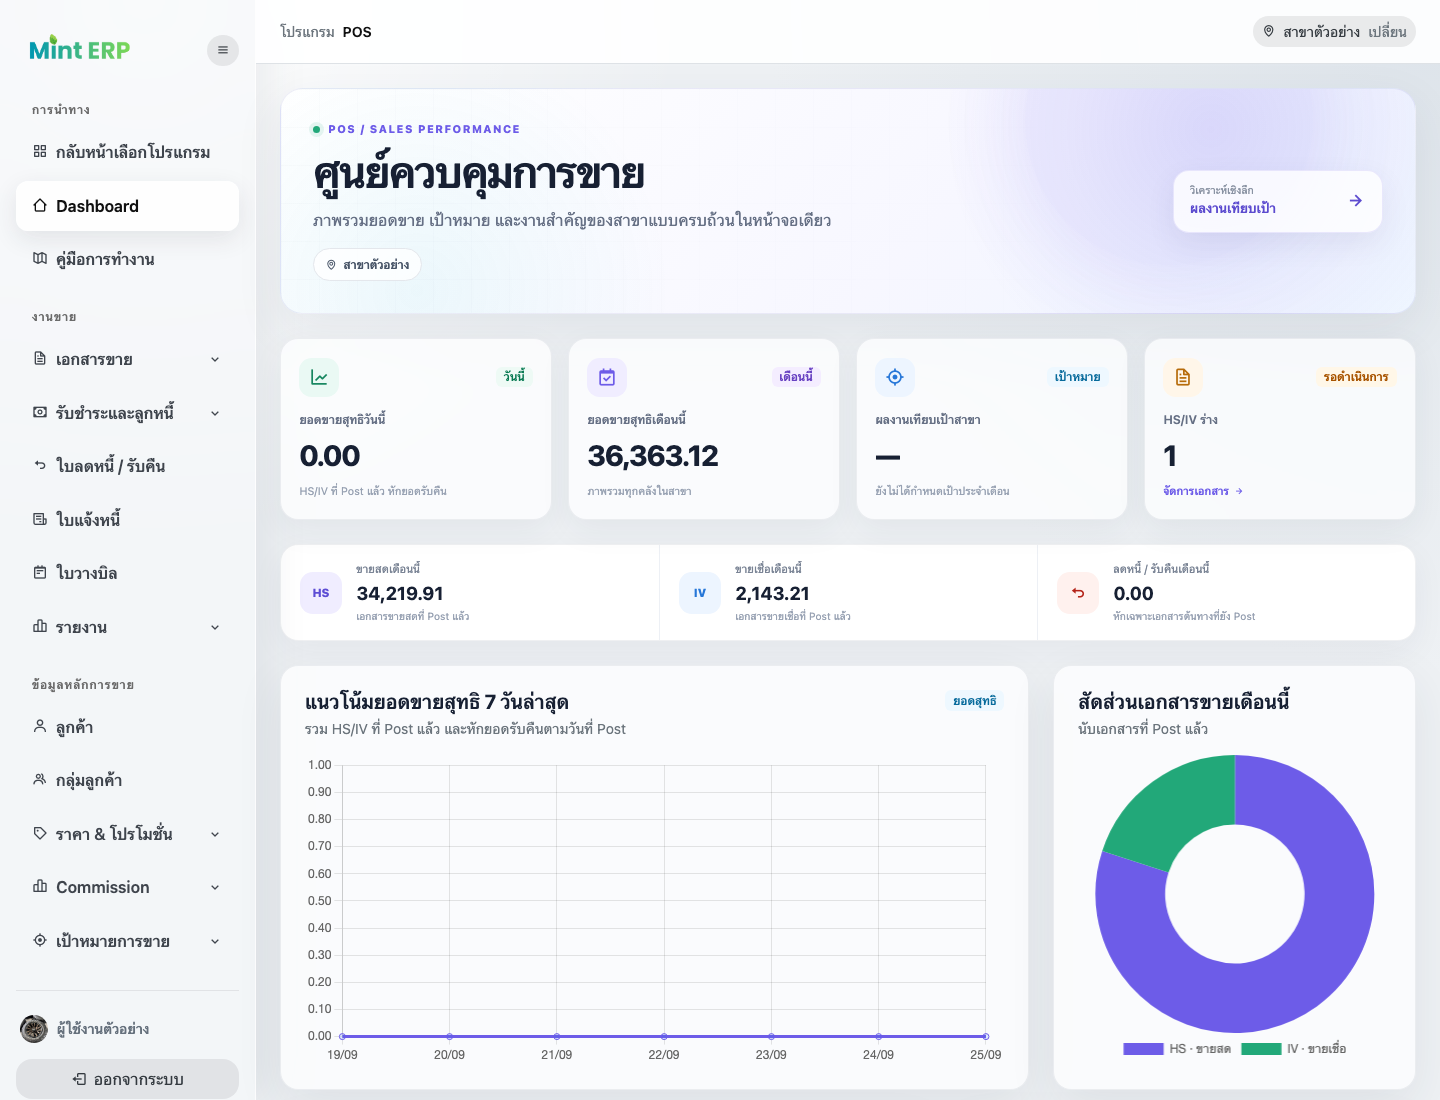 Mint ERP
การนำทาง
กลับหน้าเลือกโปรแกรม
Dashboard
คู่มือการทำงาน
งานขาย
เอกสารขาย
รับชำระและลูกหนี้
ใบลดหนี้ / รับคืน
ใบแจ้งหนี้
ใบวางบิล
รายงาน
ข้อมูลหลักการขาย
ลูกค้า
กลุ่มลูกค้า
ราคา & โปรโมชั่น
Commission
เป้าหมายการขาย
ผู้ใช้งานตัวอย่าง
ออกจากระบบ
โปรแกรม POS
สาขาตัวอย่าง เปลี่ยน
POS / SALES PERFORMANCE
ศูนย์ควบคุมการขาย
ภาพรวมยอดขาย เป้าหมาย และงานสำคัญของสาขาแบบครบถ้วนในหน้าจอเดียว
สาขาตัวอย่าง
วิเคราะห์เชิงลึก
ผลงานเทียบเป้า
วันนี้
ยอดขายสุทธิวันนี้
0.00
HS/IV ที่ Post แล้ว หักยอดรับคืน
เดือนนี้
ยอดขายสุทธิเดือนนี้
36,363.12
ภาพรวมทุกคลังในสาขา
เป้าหมาย
ผลงานเทียบเป้าสาขา
—
ยังไม่ได้กำหนดเป้าประจำเดือน
รอดำเนินการ
HS/IV ร่าง
1
จัดการเอกสาร
HS
ขายสดเดือนนี้
34,219.91
เอกสารขายสดที่ Post แล้ว
IV
ขายเชื่อเดือนนี้
2,143.21
เอกสารขายเชื่อที่ Post แล้ว
ลดหนี้ / รับคืนเดือนนี้
0.00
หักเฉพาะเอกสารต้นทางที่ยัง Post
แนวโน้มยอดขายสุทธิ 7 วันล่าสุด
ยอดสุทธิ
รวม HS/IV ที่ Post แล้ว และหักยอดรับคืนตามวันที่ Post
1.00
0.90
0.80
0.70
0.60
0.50
0.40
0.30
0.20
0.10
0.00
19/09 20/09 21/09 22/09 23/09 24/09 25/09
สัดส่วนเอกสารขายเดือนนี้
นับเอกสารที่ Post แล้ว
HS · ขายสด IV · ขายเชื่อ